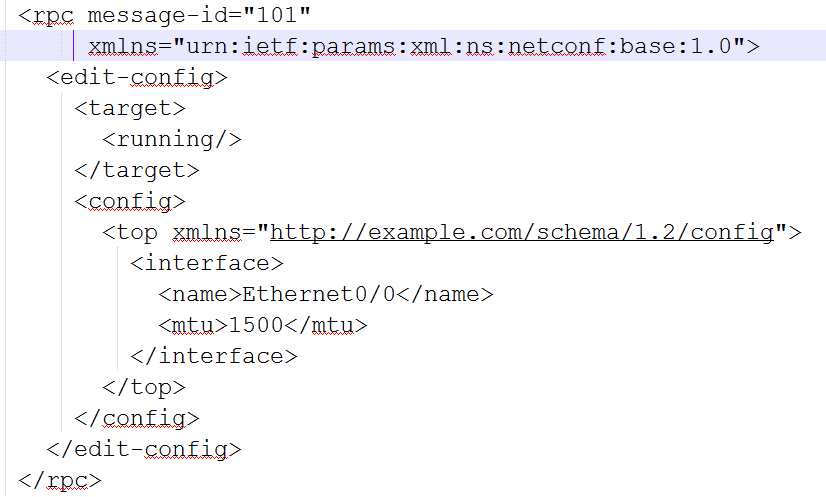 <rpc message-id="101"
xmlns="urn:ietf:params:xml:ns:netconf:base:1.0">
<edit-config>
<target>
<running/>
</target>
<config>
<top xmlns="http://example.com/schema/1.2/config">
<interface>
<name>Ethernet0/0</name>
<mtu>1500</mtu>
</interface>
</top>
</config>
</edit-config>
</rpc>